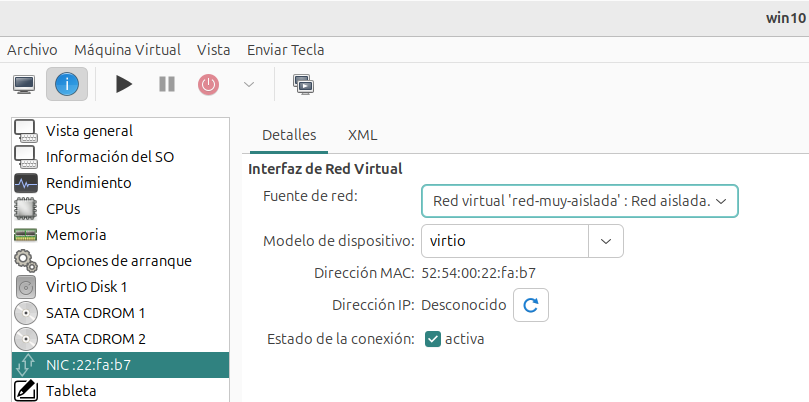 win10
Archivo Máquina Virtual Vista Enviar Tecla
Vista general
Información del SO
Rendimiento
CPUs
Memoria
Opciones de arranque
VirtIO Disk 1
SATA CDROM 1
SATA CDROM 2
NIC :22:fa:b7
Tableta
Detalles XML
Interfaz de Red Virtual
Fuente de red: Red virtual 'red-muy-aislada' : Red aislada.
Modelo de dispositivo: virtio
Dirección MAC: 52:54:00:22:fa:b7
Dirección IP: Desconocido
Estado de la conexión: activa